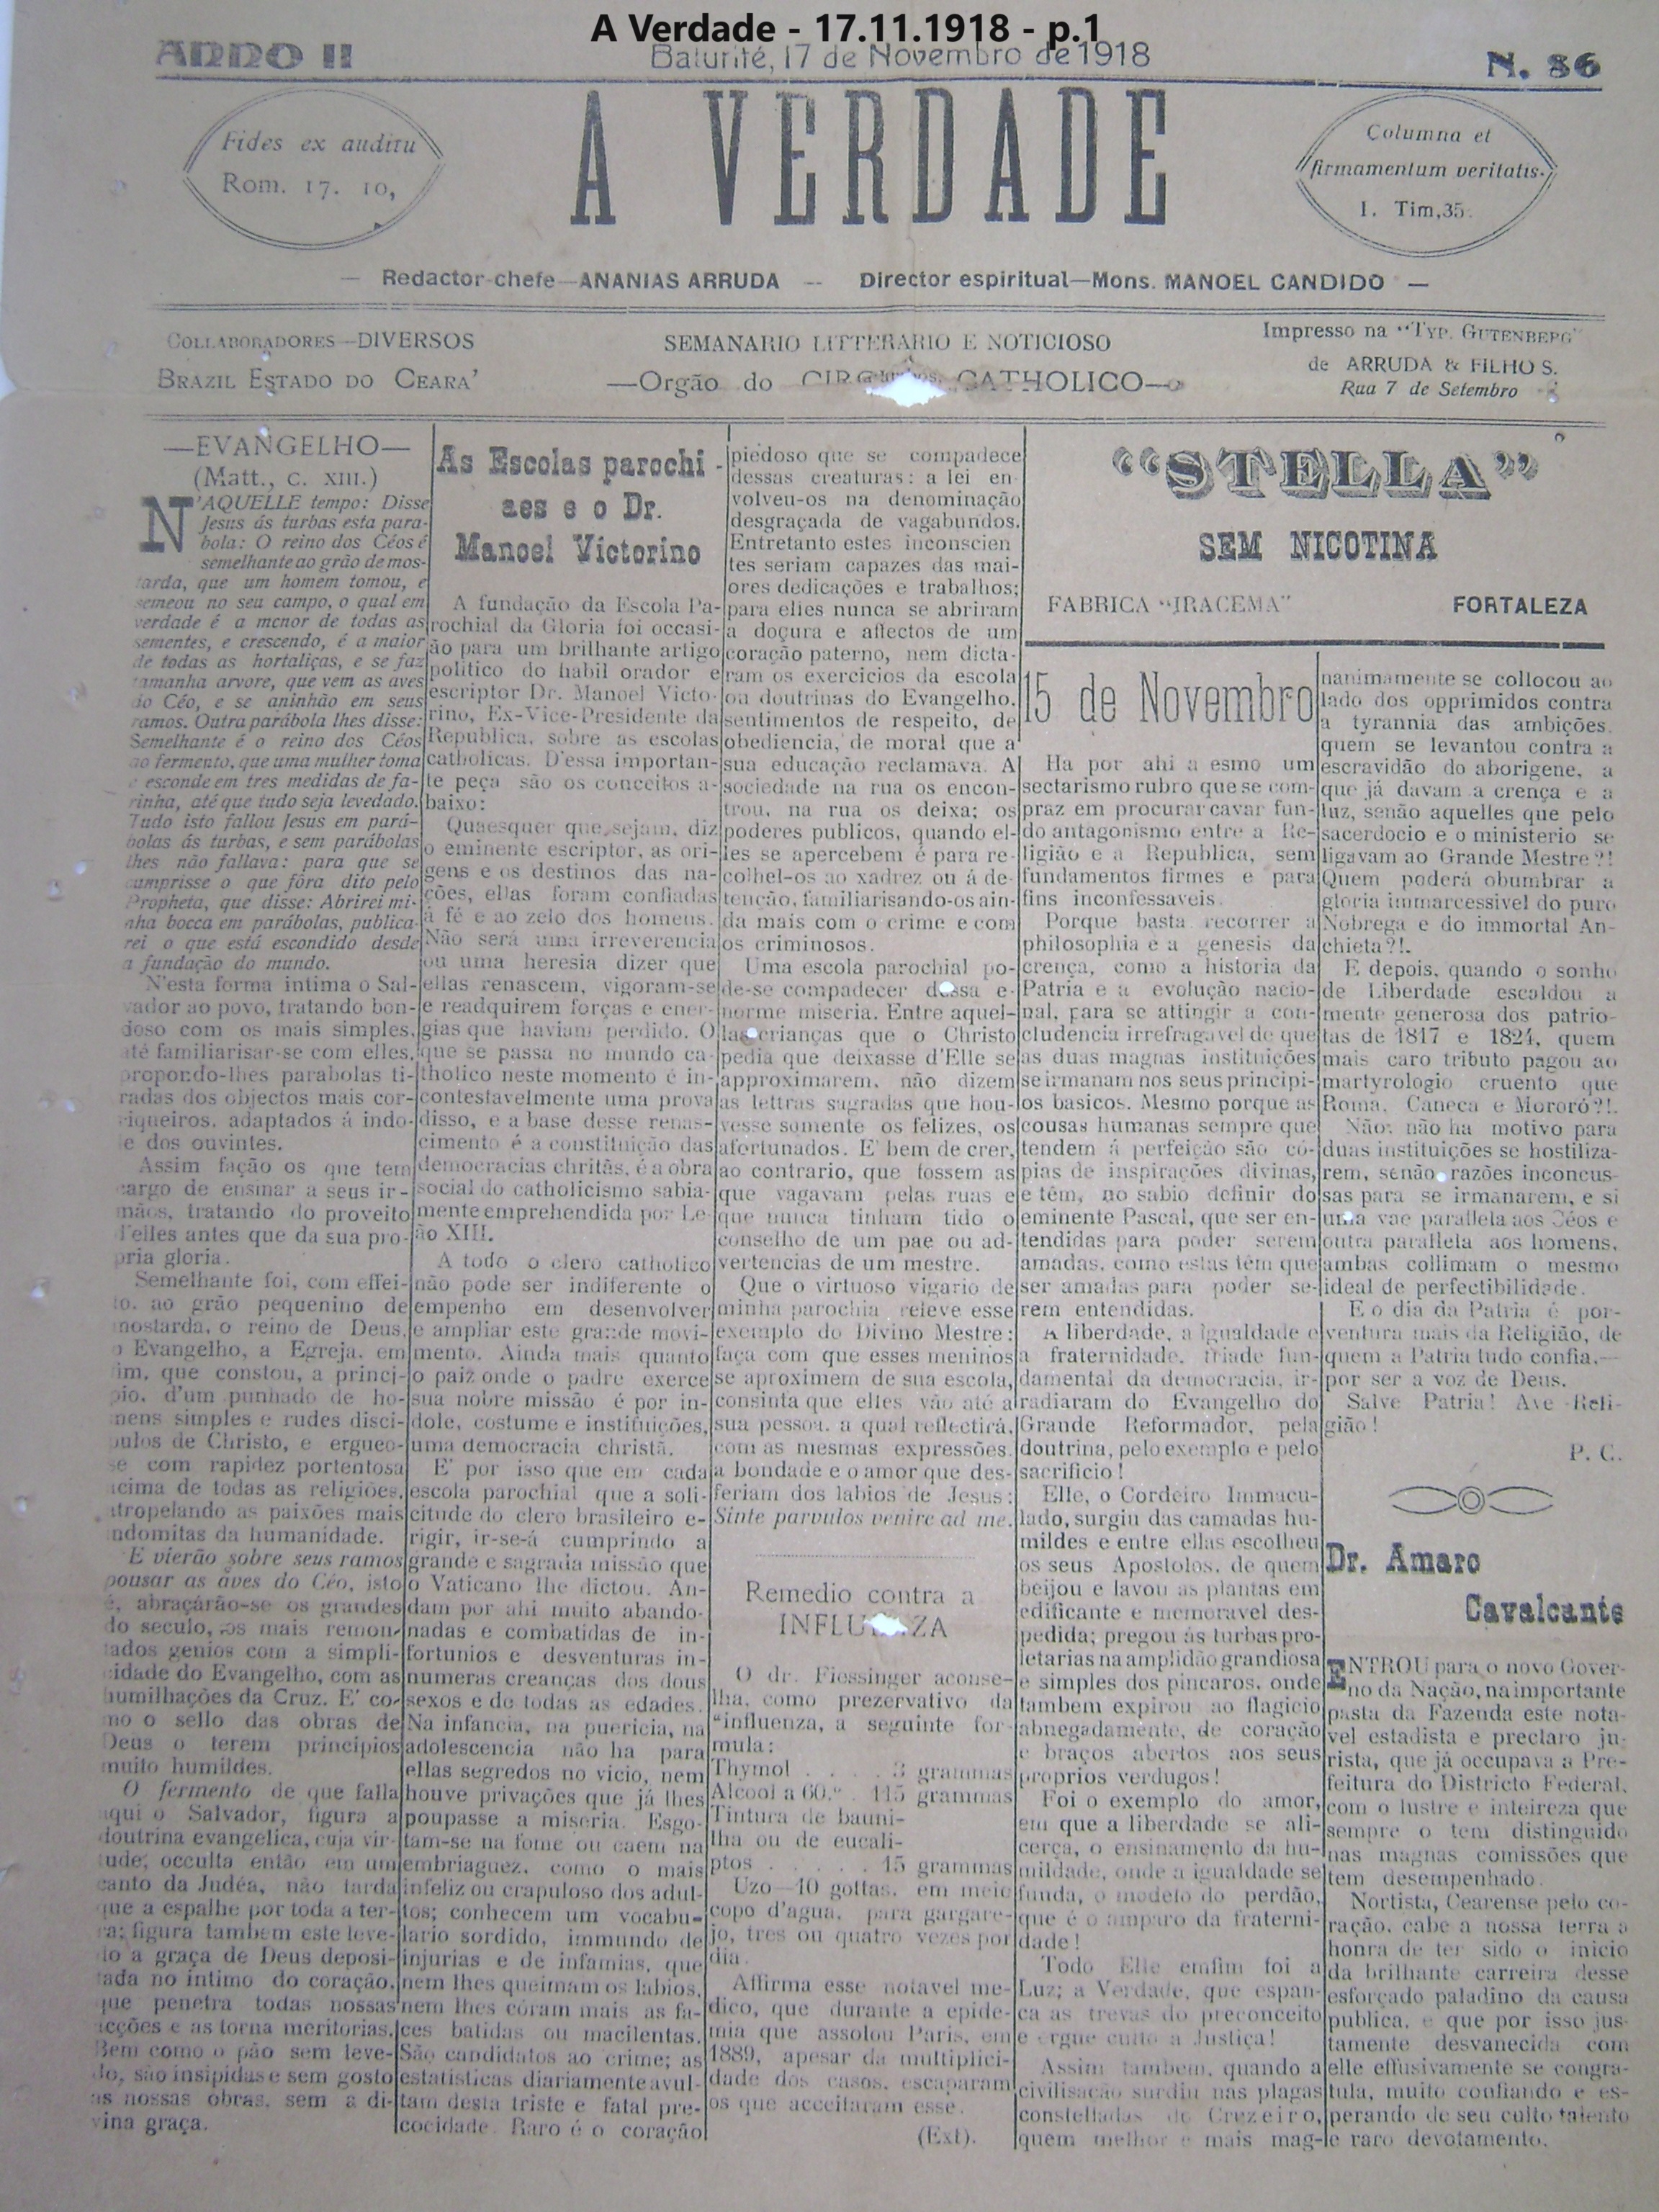 A Verdade - 17.11.1918 - p.1
ANNO II
Baturité, 17 de Novembro de 1918
N. 86
Fides ex auditu
Rom. 17. 10,
A VERDADE
Columna et
firmamentum veritatis.
I. Tim,35.
— Redactor-chefe—ANANIAS ARRUDA -- Director espiritual—Mons. MANOEL CANDIDO —
COLLABORADORES—DIVERSOS
BRAZIL ESTADO DO CEARA'
SEMANARIO LITTERARIO E NOTICIOSO
—Orgão do CATHOLICO—
Impresso na "TYP. GUTENBERG"
de ARRUDA & FILHO S.
Rua 7 de Setembro
—EVANGELHO—
(Matt., C. XIII.)
N'AQUELLE tempo: Disse
Jesus ás turbas esta para-
bola: O reino dos Céos é
semelhante ao grão de mos-
tarda, que um homem tomou, e
semeou no seu campo, o qual em
verdade é a menor de todas as
sementes, e crescendo, é a maior
de todas as hortaliças, e se faz
tamanha arvore, que vem as aves
do Céo, e se aninhão em seus
ramos. Outra parábola lhes disse:
Semelhante é o reino dos Céos
ao fermento, que uma mulher toma
e esconde em tres medidas de fa-
rinha, até que tudo seja levedado.
Tudo isto fallou Jesus em pará-
bolas ás turbas, e sem parábolas
lhes não fallava: para que se
cumprisse o que fôra dito pelo
Propheta, que disse: Abrirei mi-
nha bocca em parábolas, publica-
rei o que está escondido desde
a fundação do mundo.
N'esta forma intima o Sal-
vador ao povo, tratando bon-
doso com os mais simples,
até familiarisar-se com elles,
propondo-lhes parabolas ti-
radas dos objectos mais cor-
riqueiros, adaptados á indo-
le dos ouvintes.
Assim fação os que tem
cargo de ensinar a seus ir-
mãos, tratando do proveito
d'elles antes que da sua pro-
pria gloria.
Semelhante foi, com effei-
to, ao grão pequenino de
mostarda, o reino de Deus,
o Evangelho, a Egreja, em
fim, que constou, a princi-
pio, d'um punhado de ho-
mens simples e rudes disci-
pulos de Christo, e ergueo-
se com rapidez portentosa
acima de todas as religiões,
atropelando as paixões mais
indomitas da humanidade.
E vierão sobre seus ramos
pousar as áves do Céo, isto
é, abraçárão-se os grandes
do seculo, os mais remon-
tados genios com a simpli-
cidade do Evangelho, com as
humilhações da Cruz. E' co-
mo o sello das obras de
Deus o terem principios
muito humildes.
O fermento de que falla
aqui o Salvador, figura a
doutrina evangelica, cuja vir-
tude, occulta então em um
canto da Judéa, não tarda
que a espalhe por toda a ter-
ra; figura tambem este leve-
do a graça de Deus deposi-
tada no intimo do coração,
que penetra todas nossas
acções e as torna meritorias.
Bem como o pão sem leve-
do, são insipidas e sem gosto
as nossas obras, sem a di-
vina graça.
As Escolas parochi-
aes e o Dr.
Manoel Victorino
A fundação da Escola Pa-
rochial da Gloria foi occasi-
ão para um brilhante artigo
politico do habil orador e
escriptor Dr. Manoel Victo-
rino, Ex-Vice-Presidente da
Republica, sobre as escolas
catholicas. D'essa importan-
te peça são os conceitos a-
baixo:
Quaesquer que sejam, diz
o eminente escriptor, as ori-
gens e os destinos das na-
ções, ellas foram confiadas
á fé e ao zelo dos homens.
Não será uma irreverencia
ou uma heresia dizer que
ellas renascem, vigoram-se
e readquirem forças e ener-
gias que haviam perdido. O
que se passa no mundo ca-
tholico neste momento é in-
contestavelmente uma prova
disso, e a base desse renas-
cimento é a constituição das
democracias chritãs, é a obra
social do catholicismo sabia-
mente emprehendida por Le-
ão XIII.
A todo o clero catholico
não pode ser indiferente o
empenho em desenvolver
e ampliar este grande movi-
mento. Ainda mais quanto
o paiz onde o padre exerce
sua nobre missão é por in-
dole, costume e instituições,
uma democracia christã.
E' por isso que em cada
escola parochial que a soli-
citude do clero brasileiro e-
rigir, ir-se-á cumprindo a
grande e sagrada missão que
o Vaticano lhe dictou. An-
dam por ahi muito abando-
nadas e combatidas de in-
fortunios e desventuras in-
numeras creanças dos dous
sexos e de todas as edades.
Na infancia, na puericia, na
adolescencia não ha para
ellas segredos no vicio, nem
houve privações que já lhes
poupasse a miseria. Esgo-
tam-se na fome ou caem na
embriaguez, como o mais
infeliz ou crapuloso dos adul-
tos; conhecem um vocabu-
lario sordido, immundo de
injurias e de infamias, que
nem lhes queimam os labios,
nem lhes córam mais as fa-
ces batidas ou macilentas.
São candidatos ao crime; as
estatisticas diariamente avul-
tam desta triste e fatal pre-
cocidade. Raro é o coração
piedoso que se compadece
dessas creaturas: a lei en-
volveu-os na denominação
desgraçada de vagabundos.
Entretanto estes inconscien
tes seriam capazes das mai-
ores dedicações e trabalhos;
para elles nunca se abriram
a doçura e affectos de um
coração paterno, nem dicta-
ram os exercicios da escola
ou doutrinas do Evangelho.
sentimentos de respeito, de
obediencia, de moral que a
sua educação reclamava. A
sociedade na rua os encon-
trou, na rua os deixa; os
poderes publicos, quando el-
les se apercebem é para re-
colhel-os ao xadrez ou á de-
tenção, familiarisando-os ain-
da mais com o crime e com
os criminosos.
Uma escola parochial po-
de-se compadecer dessa e-
norme miseria. Entre aquel-
las crianças que o Christo
pedia que deixasse d'Elle se
approximarem, não dizem
as lettras sagradas que hou-
vesse somente os felizes, os
afortunados. E' bem de crer,
ao contrario, que fossem as
que vagavam pelas ruas e
que nunca tinham tido o
conselho de um pae ou ad-
vertencias de um mestre.
Que o virtuoso vigario de
minha parochia releve esse
exemplo do Divino Mestre;
faça com que esses meninos
se aproximem de sua escola,
consinta que elles vão até a
sua pessoa, a qual reflectirá,
com as mesmas expressões,
a bondade e o amor que des-
feriam dos labios de Jesus:
Sinte parvulos venire ad me.
Remedio contra a
INFLUENZA
O dr. Fiessinger aconse-
lha, como prezervativo da
"influenza, a seguinte for-
mula:
Thymol . . . . 3 grammas
Alcool a 60.º . 115 grammas
Tintura de bauni-
lha ou de eucali-
ptos . . . . . 15 grammas
Uzo—10 gottas, em meio
copo d'agua, para gargare-
jo, tres ou quatro vezes por
dia.
Affirma esse notavel me-
dico, que durante a epide-
mia que assolou Paris, em
1889, apesar da multiplici-
dade dos casos, escaparam
os que acceitaram esse.
(Ext).
"STELLA"
SEM NICOTINA
FABRICA "IRACEMA" FORTALEZA
15 de Novembro
Ha por ahi a esmo um
sectarismo rubro que se com-
praz em procurar cavar fun-
do antagonismo entre a Re-
ligião e a Republica, sem
fundamentos firmes e para
fins inconfessaveis.
Porque basta recorrer a
philosophia e a genesis da
crença, como a historia da
Patria e a evolução nacio-
nal, para se attingir a con-
cludencia irrefragavel de que
as duas magnas instituições
se irmanam nos seus principi-
os basicos. Mesmo porque as
cousas humanas sempre que
tendem á perfeição são có-
pias de inspirações divinas,
e têm, no sabio definir do
eminente Pascal, que ser en-
tendidas para poder serem
amadas, como estas têm que
ser amadas para poder se-
rem entendidas.
A liberdade, a igualdade e
a fraternidade, triade fun-
damental da democracia, ir-
radiaram do Evangelho do
Grande Reformador, pela
doutrina, pelo exemplo e pelo
sacrificio!
Elle, o Cordeiro Immacu-
lado, surgiu das camadas hu-
mildes e entre ellas escolheu
os seus Apostolos, de quem
beijou e lavou as plantas em
edificante e memoravel des-
pedida; pregou ás turbas pro-
letarias na amplidão grandiosa
e simples dos pincaros, onde
tambem expirou ao flagicio
abnegadamente, de coração
e braços abertos aos seus
proprios verdugos!
Foi o exemplo do amor,
em que a liberdade se ali-
cerça, o ensinamento da hu-
mildade, onde a igualdade se
funda, o modelo do perdão,
que é o amparo da fraterni-
dade!
Todo Elle emfim foi a
Luz; a Verdade, que espan-
ca as trevas do preconceito
e ergue culto a Justiça!
Assim tambem, quando a
civilisação surdiu nas plagas
constelladas do Cruzeiro,
quem melhor e mais mag-
nanimamente se collocou ao
lado dos opprimidos contra
a tyrannia das ambições.
quem se levantou contra a
escravidão do aborigene, a
que já davam a crença e a
luz, senão aquelles que pelo
sacerdocio e o ministerio se
ligavam ao Grande Mestre?!
Quem poderá obumbrar a
gloria immarcessivel do puro
Nobrega e do immortal An-
chieta?!.
E depois, quando o sonho
de Liberdade escaldou a
mente generosa dos patrio-
tas de 1817 e 1824, quem
mais caro tributo pagou ao
martyrologio cruento que
Roma, Caneca e Mororó?!.
Não; não ha motivo para
duas instituições se hostiliza-
rem, senão razões inconcus-
sas para se irmanarem, e si
uma vae parallela aos Céos e
outra parallela aos homens,
ambas collimam o mesmo
ideal de perfectibilidade.
E o dia da Patria é por-
ventura mais da Religião, de
quem a Patria tudo confia,—
por ser a voz de Deus.
Salve Patria! Ave Reli-
gião!
P. C.
Dr. Amaro
Cavalcante
ENTROU para o novo Gover-
no da Nação, na importante
pasta da Fazenda este nota-
vel estadista e preclaro ju-
rista, que já occupava a Pre-
feitura do Districto Federal,
com o lustre e inteireza que
sempre o tem distinguido
nas magnas comissões que
tem desempenhado.
Nortista, Cearense pelo co-
ração, cabe a nossa terra a
honra de ter sido o inicio
da brilhante carreira desse
esforçado paladino da causa
publica, e que por isso jus-
tamente desvanecida com
elle effusivamente se congra-
tula, muito confiando e es-
perando de seu culto talento
e raro devotamento.